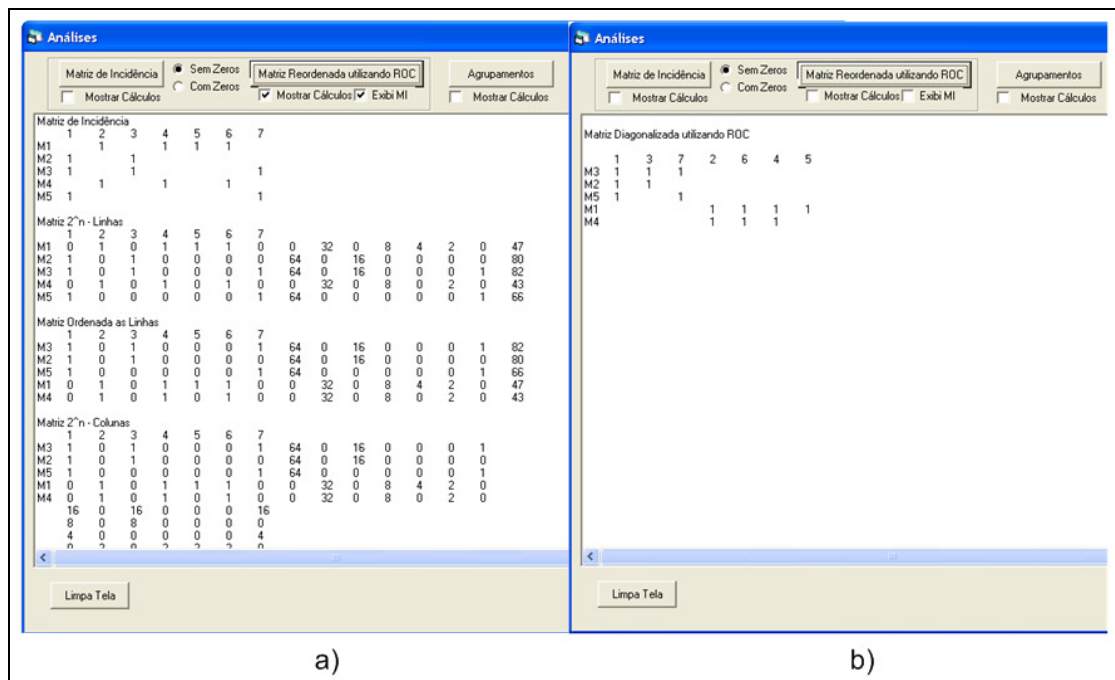 Análises
Matriz de Incidência
Sem Zeros
Com Zeros
Matriz Reordenada utilizando ROC
Agrupamentos
Mostrar Cálculos
Mostrar Cálculos Exibi MI
Mostrar Cálculos
Matriz de Incidência
1 2 3 4 5 6 7
M1 1 1 1 1
M2 1 1
M3 1 1 1
M4 1 1 1
M5 1 1
Matriz 2^n - Linhas
1 2 3 4 5 6 7
M1 0 1 0 1 1 1 0 0 32 0 8 4 2 0 47
M2 1 0 1 0 0 0 0 64 0 16 0 0 0 0 80
M3 1 0 1 0 0 0 1 64 0 16 0 0 0 1 82
M4 0 1 0 1 0 1 0 0 32 0 8 0 2 0 43
M5 1 0 0 0 0 0 1 64 0 0 0 0 0 1 66
Matriz Ordenada as Linhas
1 2 3 4 5 6 7
M3 1 0 1 0 0 0 1 64 0 16 0 0 0 1 82
M2 1 0 1 0 0 0 0 64 0 16 0 0 0 0 80
M5 1 0 0 0 0 0 1 64 0 0 0 0 0 1 66
M1 0 1 0 1 1 1 0 0 32 0 8 4 2 0 47
M4 0 1 0 1 0 1 0 0 32 0 8 0 2 0 43
Matriz 2^n - Colunas
1 2 3 4 5 6 7
M3 1 0 1 0 0 0 1 64 0 16 0 0 0 1
M2 1 0 1 0 0 0 0 64 0 16 0 0 0 0
M5 1 0 0 0 0 0 1 64 0 0 0 0 0 1
M1 0 1 0 1 1 1 0 0 32 0 8 4 2 0
M4 0 1 0 1 0 1 0 0 32 0 8 0 2 0
16 0 16 0 0 0 16
8 0 8 0 0 0 0
4 0 0 0 0 0 4
0 2 0 2 2 2 0
Limpa Tela
a)
Análises
Matriz de Incidência
Sem Zeros
Com Zeros
Matriz Reordenada utilizando ROC
Agrupamentos
Mostrar Cálculos
Mostrar Cálculos Exibi MI
Mostrar Cálculos
Matriz Diagonalizada utilizando ROC
1 3 7 2 6 4 5
M3 1 1 1
M2 1 1
M5 1 1
M1 1 1 1 1
M4 1 1 1
Limpa Tela
b)